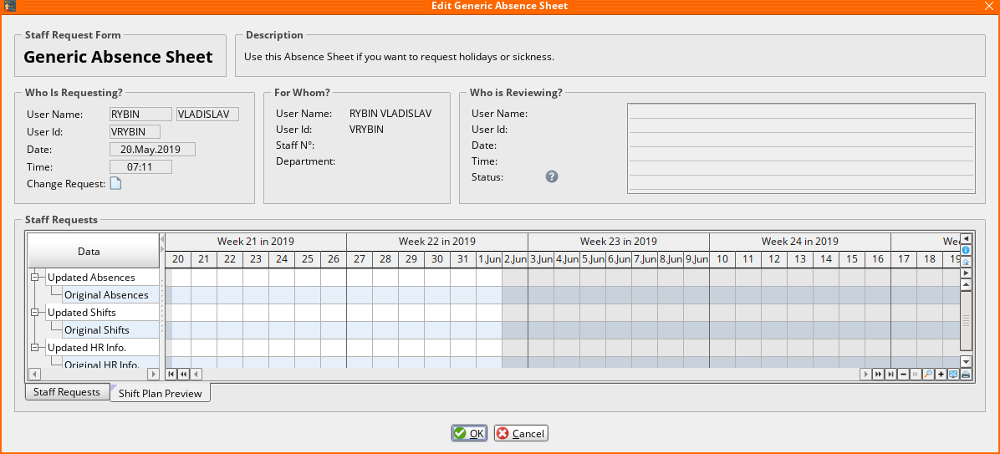 Edit Generic Absence Sheet
Staff Request Form
Generic Absence Sheet
Description
Use this Absence Sheet if you want to request holidays or sickness.
Who Is Requesting?
User Name: RYBIN VLADISLAV
User Id: VRYBIN
Date: 20.May.2019
Time: 07:11
Change Request:
For Whom?
User Name: RYBIN VLADISLAV
User Id: VRYBIN
Staff N°:
Department:
Who is Reviewing?
User Name:
User Id:
Date:
Time:
Status:
Staff Requests
Data
Week 21 in 2019 Week 22 in 2019 Week 23 in 2019 Week 24 in 2019
20 21 22 23 24 25 26 27 28 29 30 31 1.Jun 2.Jun 3.Jun 4.Jun 5.Jun 6.Jun 7.Jun 8.Jun 9.Jun 10 11 12 13 14 15 16 17 18 19
Updated Absences
Original Absences
Updated Shifts
Original Shifts
Updated HR Info.
Original HR Info.
Staff Requests Shift Plan Preview
OK Cancel